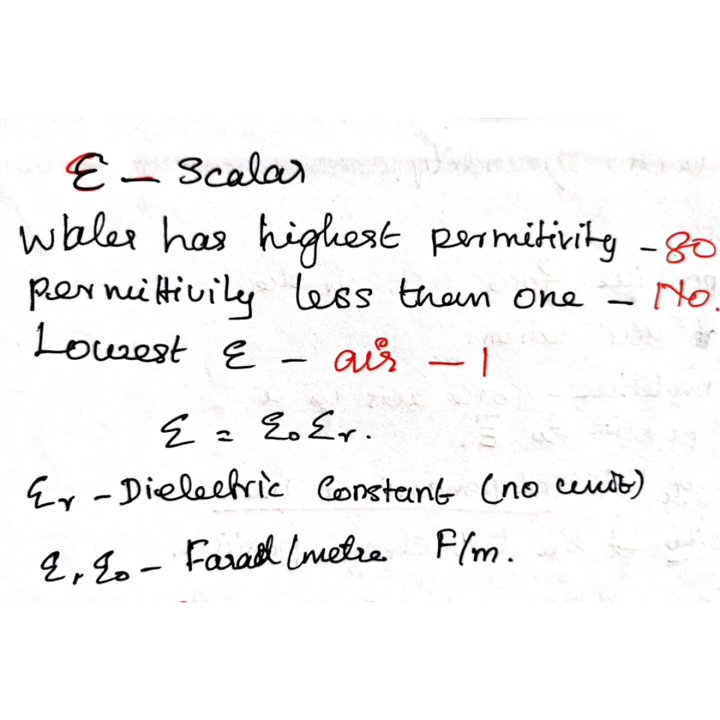 ε – Scalar
Water has highest permitivity – 80
permittivity less than one – No.
Lowest ε – air – 1
ε = ε₀ εᵣ.
εᵣ – Dielectric Constant (no unit)
ε, ε₀ – Farad/metre F/m.